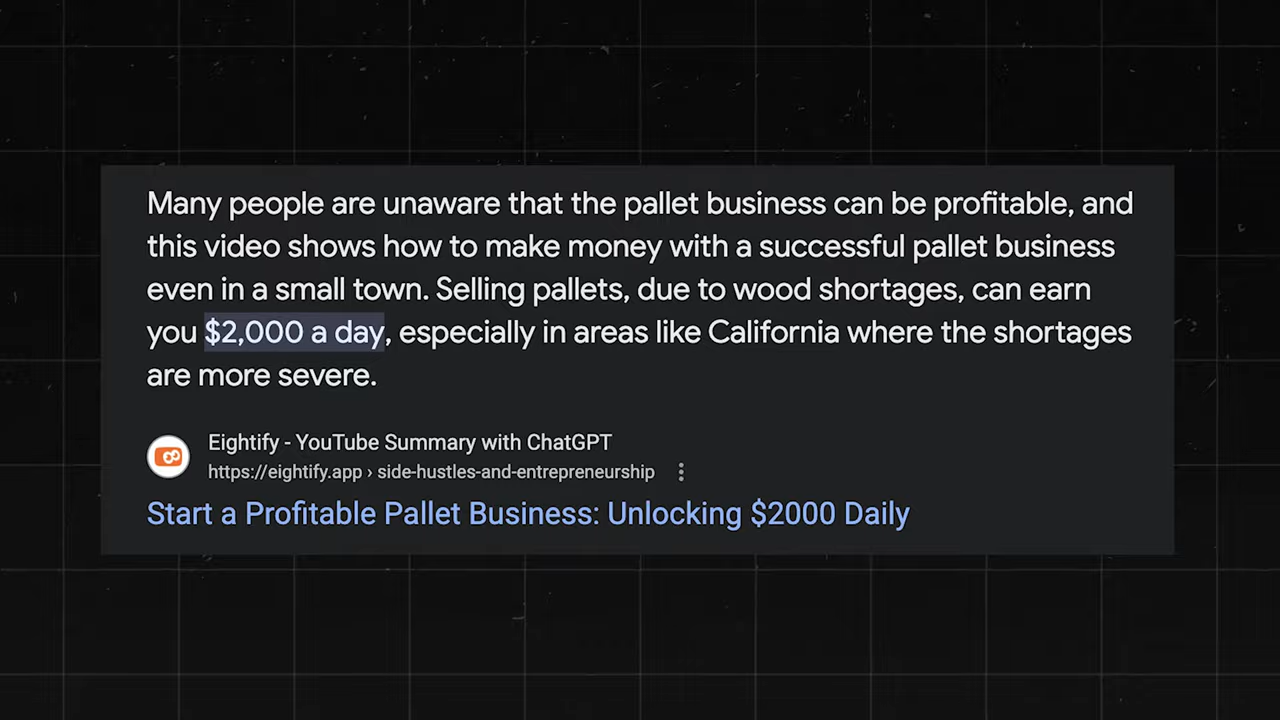 Many people are unaware that the pallet business can be profitable, and
this video shows how to make money with a successful pallet business
even in a small town. Selling pallets, due to wood shortages, can earn
you $2,000 a day, especially in areas like California where the shortages
are more severe.
Eightify - YouTube Summary with ChatGPT
https://eightify.app › side-hustles-and-entrepreneurship
Start a Profitable Pallet Business: Unlocking $2000 Daily